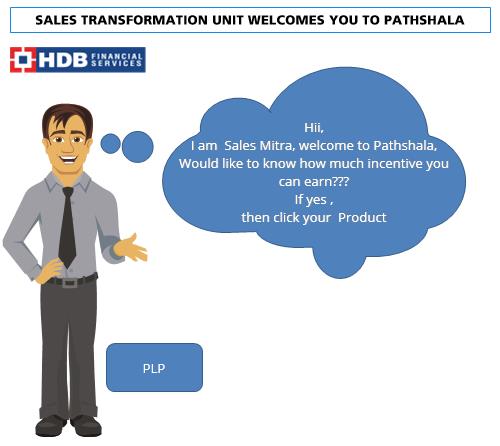 SALES TRANSFORMATION UNIT WELCOMES YOU TO PATHSHALA
HDB FINANCIAL
SERVICES
Hii,
I am Sales Mitra, welcome to Pathshala,
Would like to know how much incentive you
can earn???
If yes ,
then click your Product
PLP